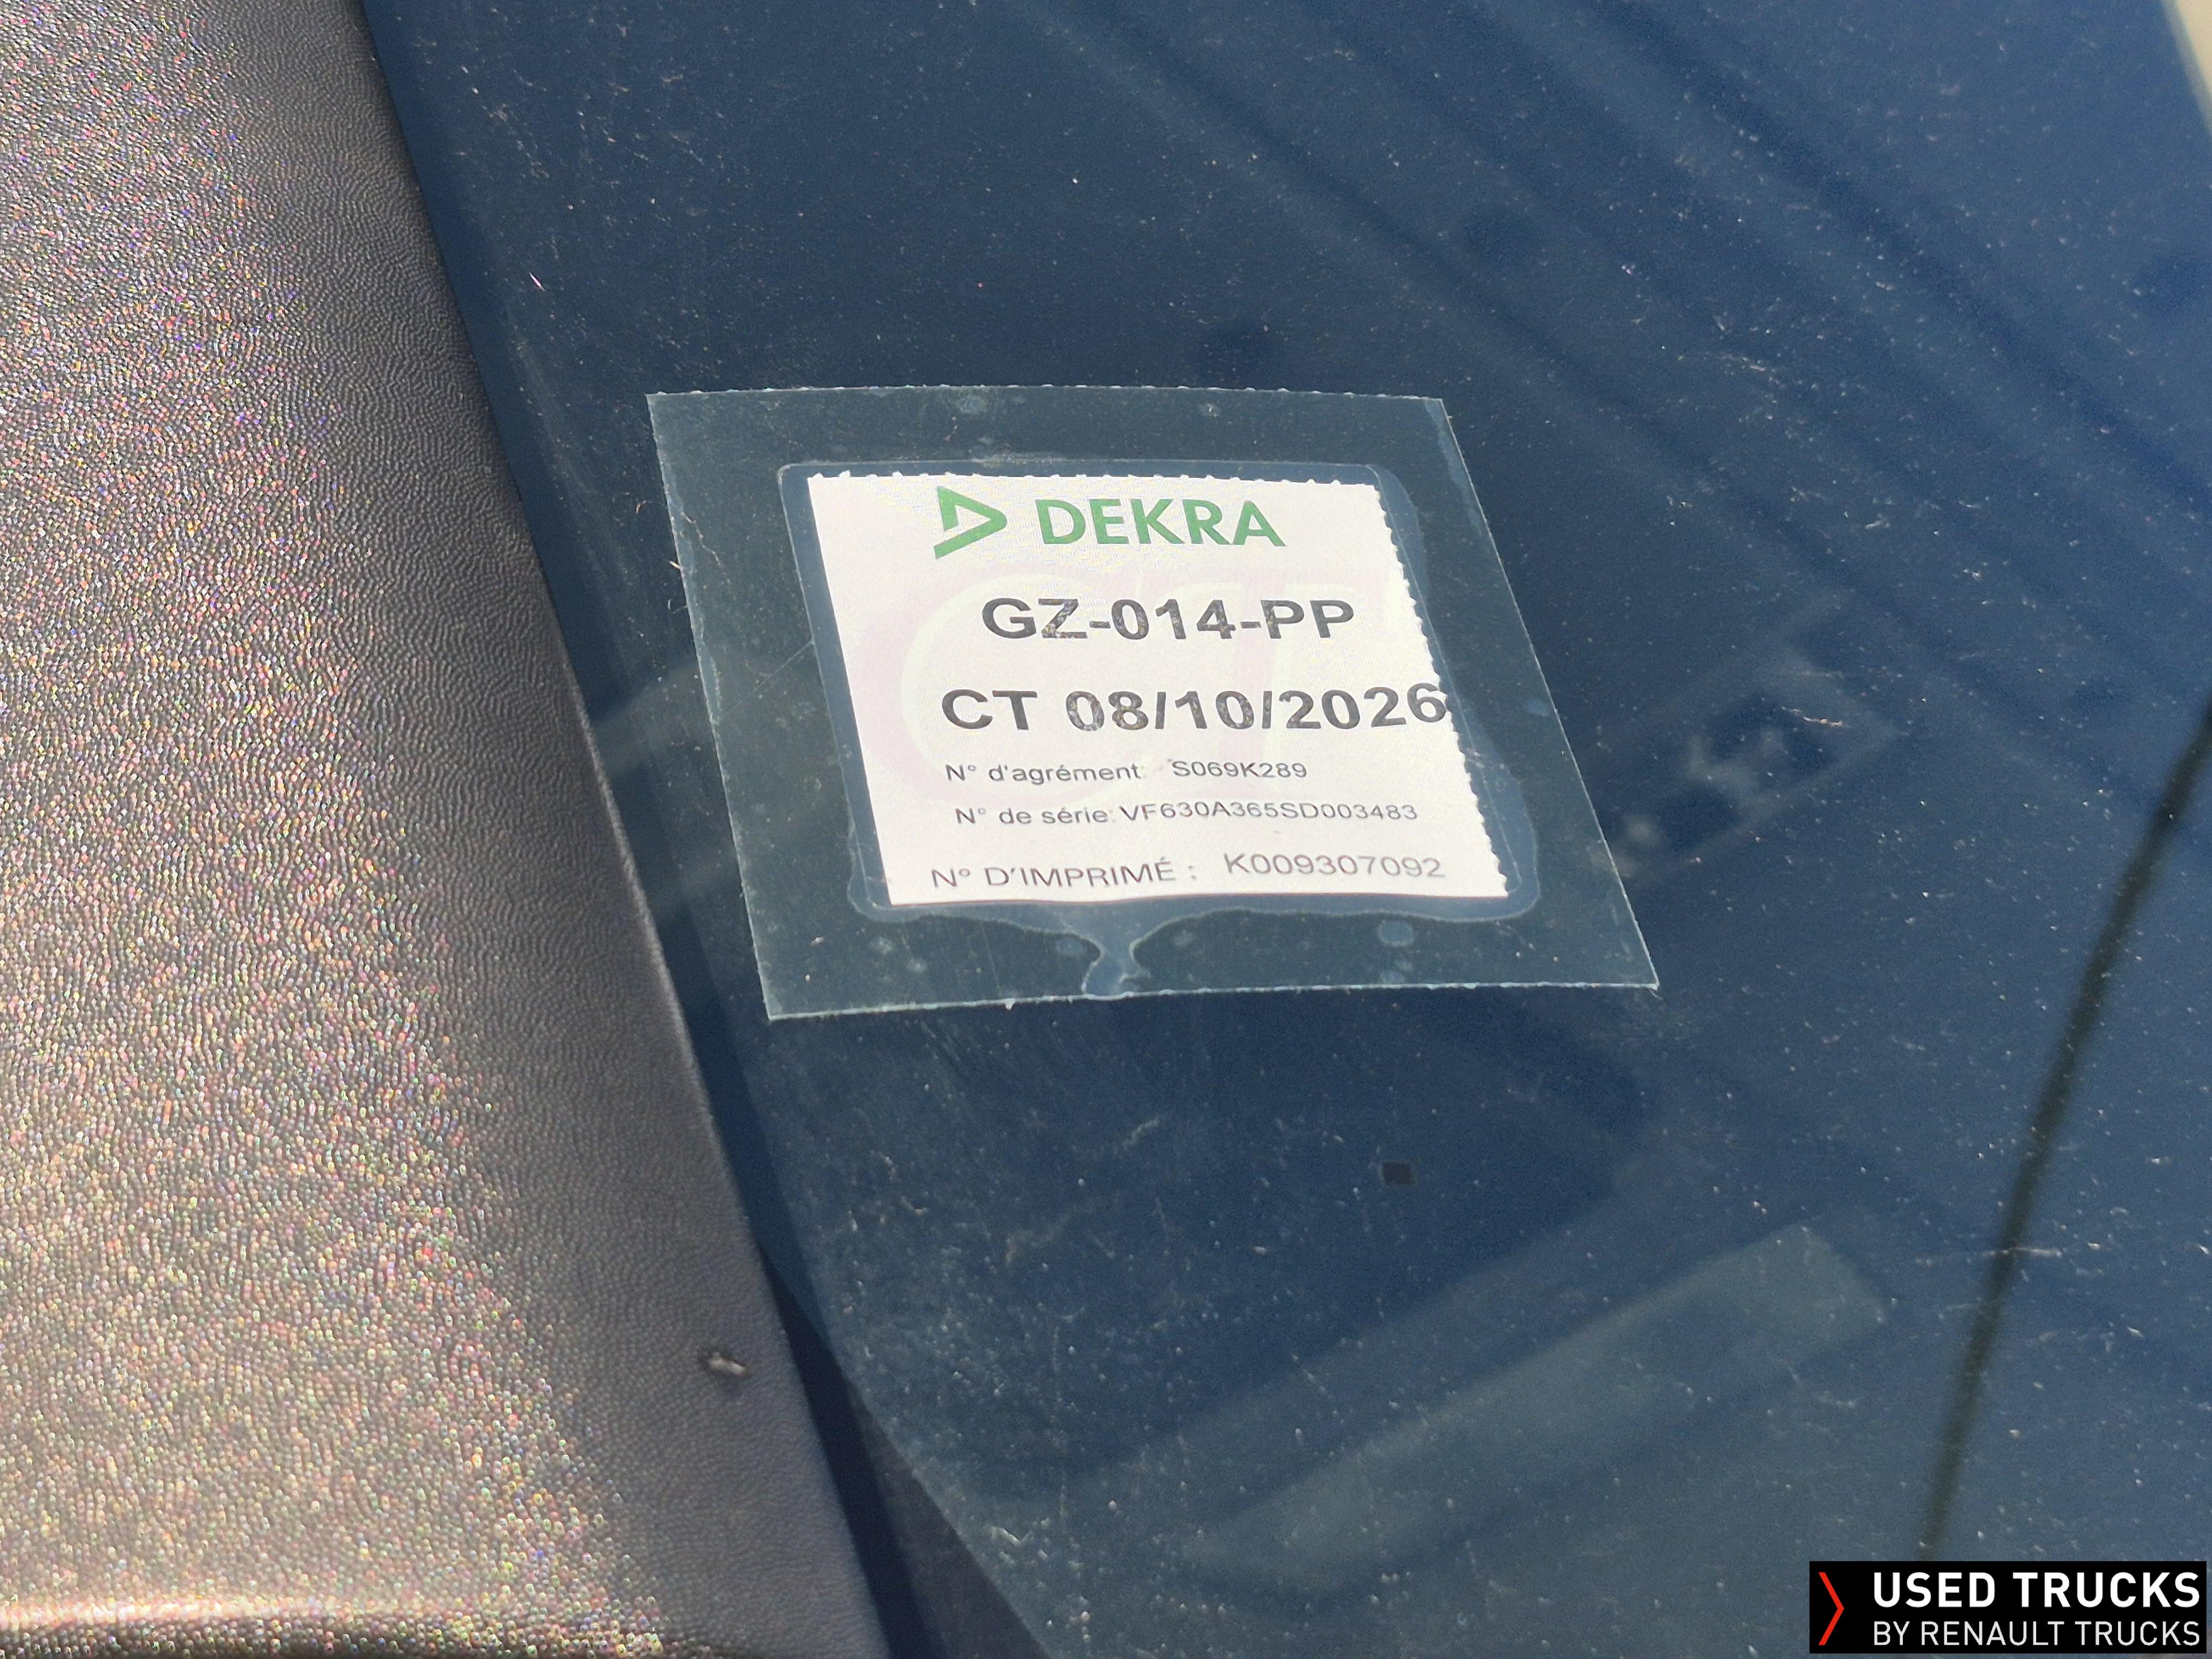 DEKRA
GZ-014-PP
CT 08/10/2026
N° d'agrément: S069K289
N° de série: VF630A365SD003483
N° D'IMPRIMÉ : K009307092
USED TRUCKS
BY RENAULT TRUCKS